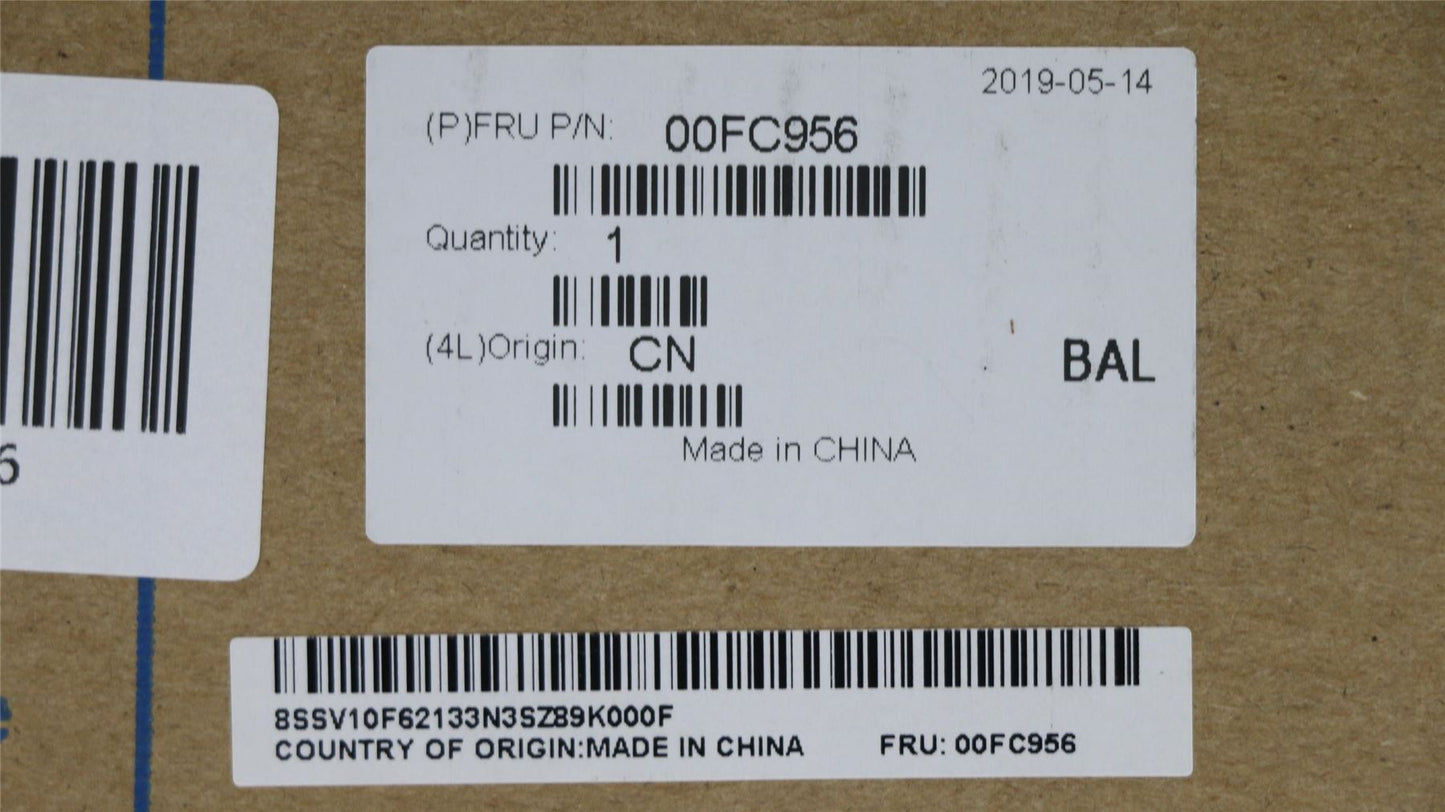 2019-05-14
(P)FRU P/N: 00FC956
Quantity: 1
(4L)Origin: CN
BAL
Made in CHINA
6
8SSV10F62133N3SZ89K000F
COUNTRY OF ORIGIN:MADE IN CHINA FRU: 00FC956